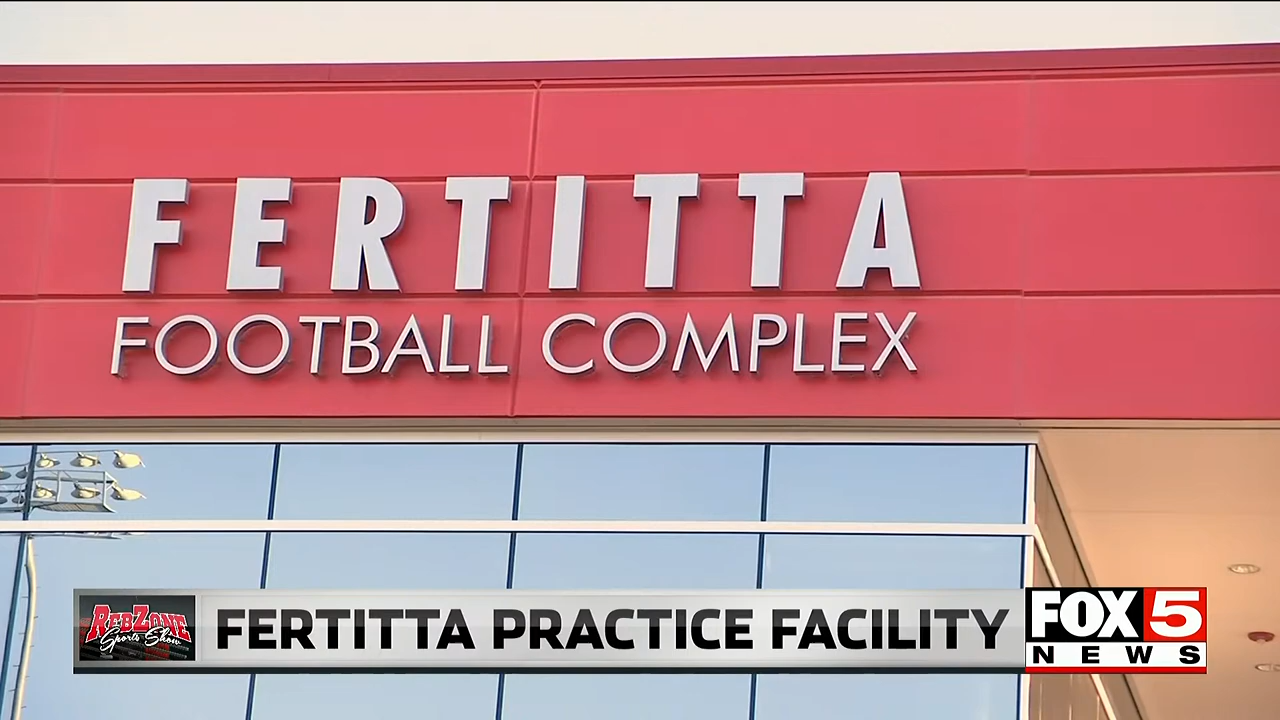 FERTITTA
FOOTBALL COMPLEX
REBZONE
Sports Show
FERTITTA PRACTICE FACILITY
FOX 5
NEWS